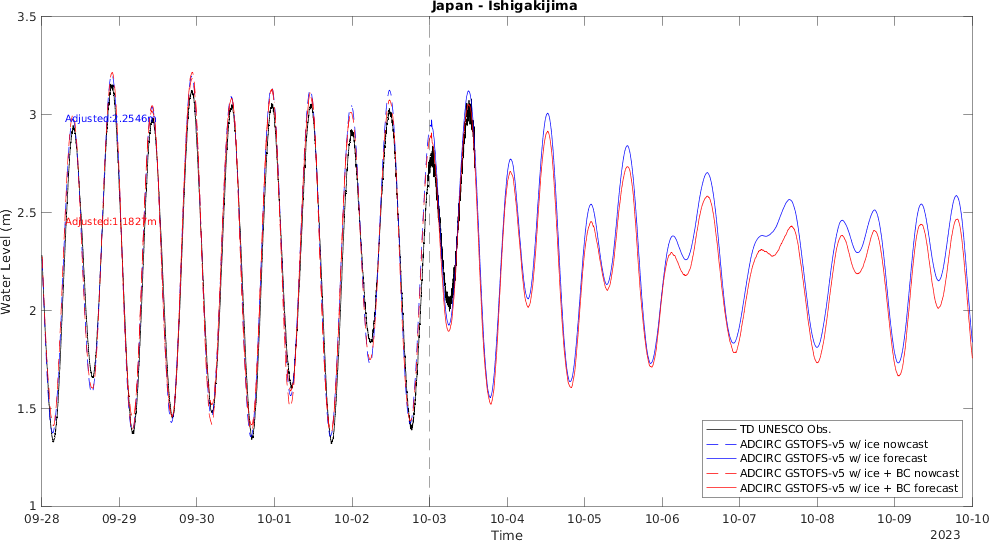 Japan - Ishigakijima
3.5
3
2.5
2
1.5
1
Water Level (m)
Adjusted:2.2546m
Adjusted:1.1827m
TD UNESCO Obs.
ADCIRC GSTOFS-v5 w/ ice nowcast
ADCIRC GSTOFS-v5 w/ ice forecast
ADCIRC GSTOFS-v5 w/ ice + BC nowcast
ADCIRC GSTOFS-v5 w/ ice + BC forecast
09-28 09-29 09-30 10-01 10-02 10-03 10-04 10-05 10-06 10-07 10-08 10-09 10-10
Time
2023